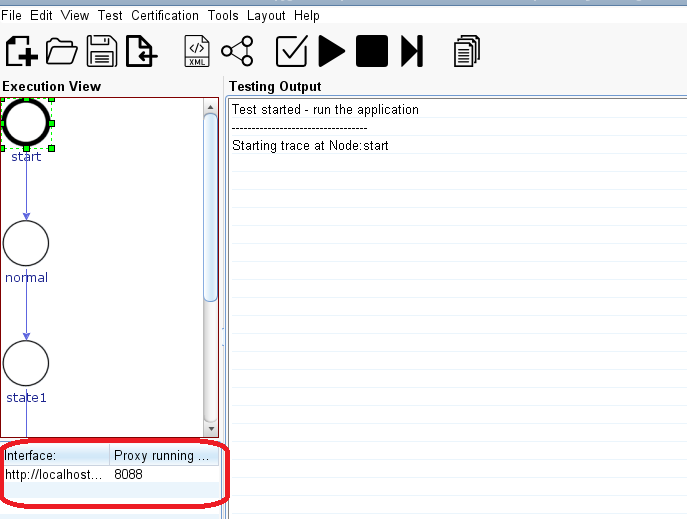 File Edit View Test Certification Tools Layout Help
XML
Execution View
Testing Output
start
normal
state1
Test started - run the application
----------------------------------
Starting trace at Node:start
Interface: Proxy running ...
http://localhost... 8088